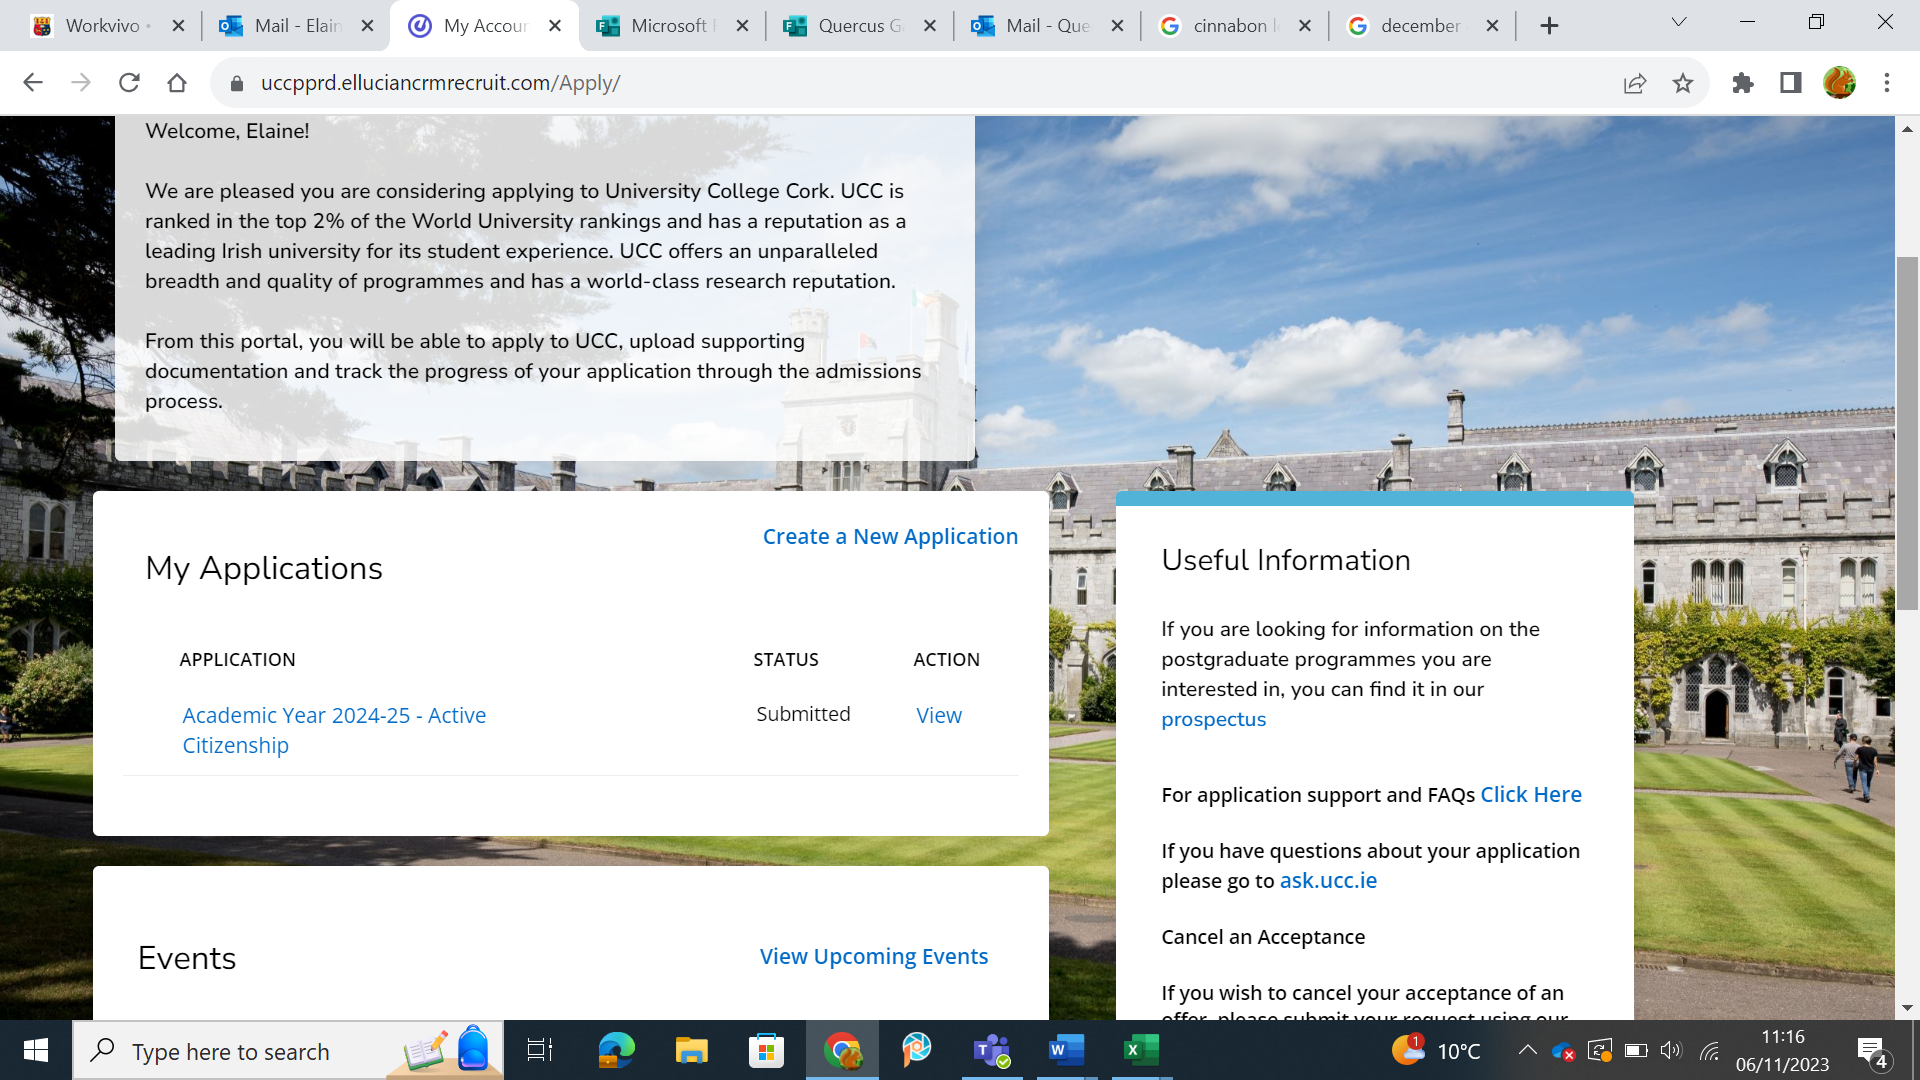 Workvivo
Mail - Elain
My Accour
Microsoft F
Quercus G
Mail - Que
cinnabon l
december
uccpprd.elluciancrmrecruit.com/Apply/
Welcome, Elaine!
We are pleased you are considering applying to University College Cork. UCC is
ranked in the top 2% of the World University rankings and has a reputation as a
leading Irish university for its student experience. UCC offers an unparalleled
breadth and quality of programmes and has a world-class research reputation.
From this portal, you will be able to apply to UCC, upload supporting
documentation and track the progress of your application through the admissions
process.
Create a New Application
My Applications
APPLICATION STATUS ACTION
Academic Year 2024-25 - Active Submitted View
Citizenship
Events
View Upcoming Events
Useful Information
If you are looking for information on the
postgraduate programmes you are
interested in, you can find it in our
prospectus
For application support and FAQs Click Here
If you have questions about your application
please go to ask.ucc.ie
Cancel an Acceptance
If you wish to cancel your acceptance of an
offer, please submit your request using our
Type here to search
1
10°C
11:16
06/11/2023
4